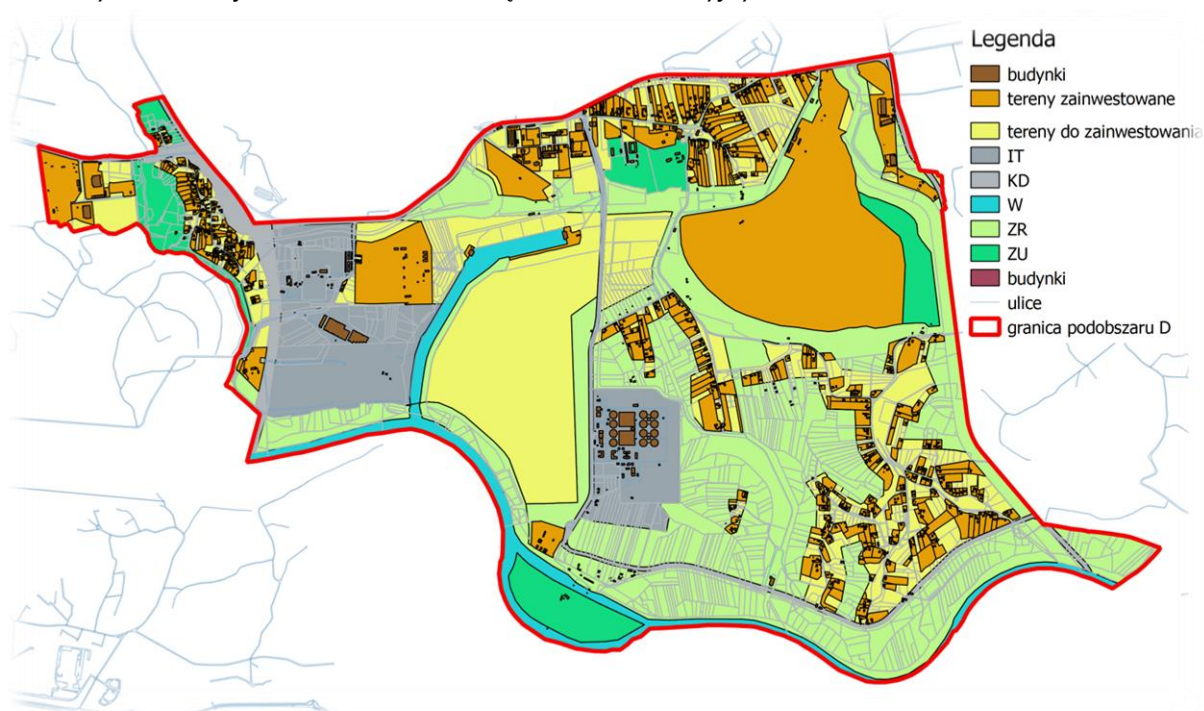 Legenda
budynki
tereny zainwestowane
tereny do zainwestowania
IT
KD
W
ZR
ZU
budynki
ulice
granica podobszaru D